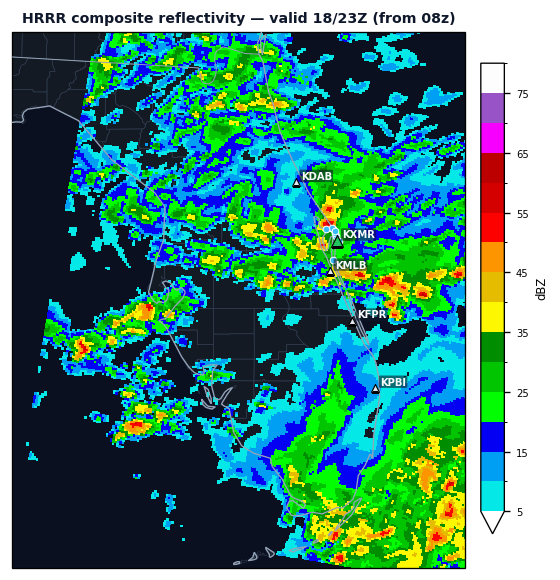 HRRR composite reflectivity — valid 18/23Z (from 08z)
KDAB
KXMR
KMLB
KFPR
KPBI
75
65
55
45
35
25
15
5
dBZ